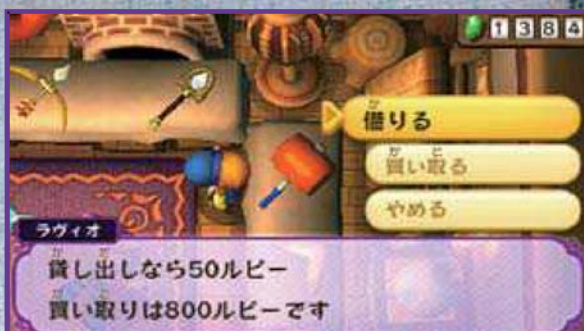 1384
借りる
買い取る
やめる
ラヴィオ
貸し出しなら50ルピー
買い取りは800ルピーです